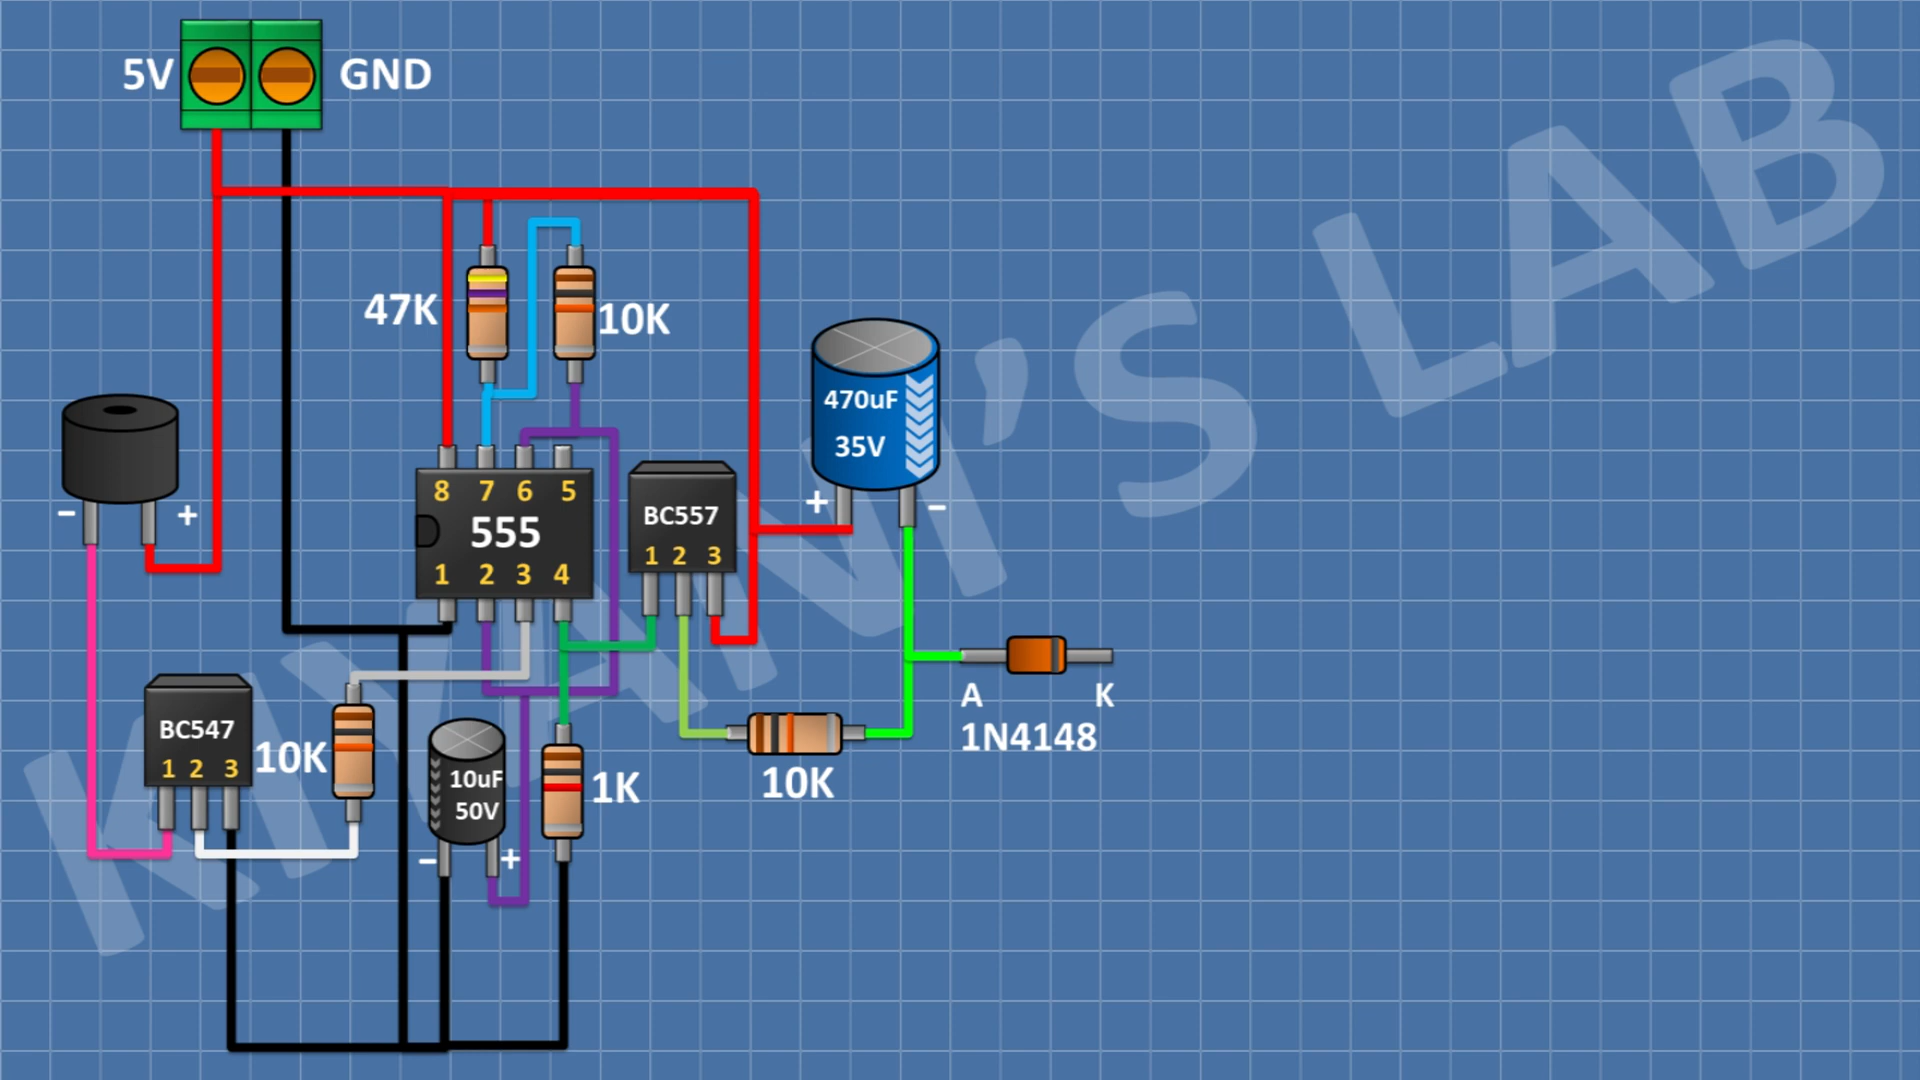 5V GND
47K
10K
470uF
35V
- +
+ -
8 7 6 5
555
1 2 3 4
BC557
1 2 3
A K
1N4148
BC547
1 2 3
10K
10uF
50V
- +
1K
10K
KIYANI'S LAB